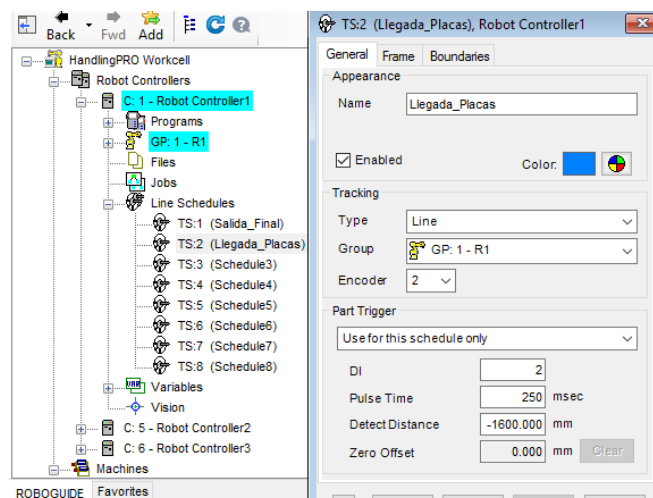 Back Fwd Add
HandlingPRO Workcell
Robot Controllers
C: 1 - Robot Controller1
Programs
GP: 1 - R1
Files
Jobs
Line Schedules
TS:1 (Salida_Final)
TS:2 (Llegada_Placas)
TS:3 (Schedule3)
TS:4 (Schedule4)
TS:5 (Schedule5)
TS:6 (Schedule6)
TS:7 (Schedule7)
TS:8 (Schedule8)
Variables
Vision
C: 5 - Robot Controller2
C: 6 - Robot Controller3
Machines
ROBOGUIDE Favorites
TS:2 (Llegada_Placas), Robot Controller1
General Frame Boundaries
Appearance
Name Llegada_Placas
Enabled Color:
Tracking
Type Line
Group GP: 1 - R1
Encoder 2
Part Trigger
Use for this schedule only
DI 2
Pulse Time 250 msec
Detect Distance -1600.000 mm
Zero Offset 0.000 mm Clear